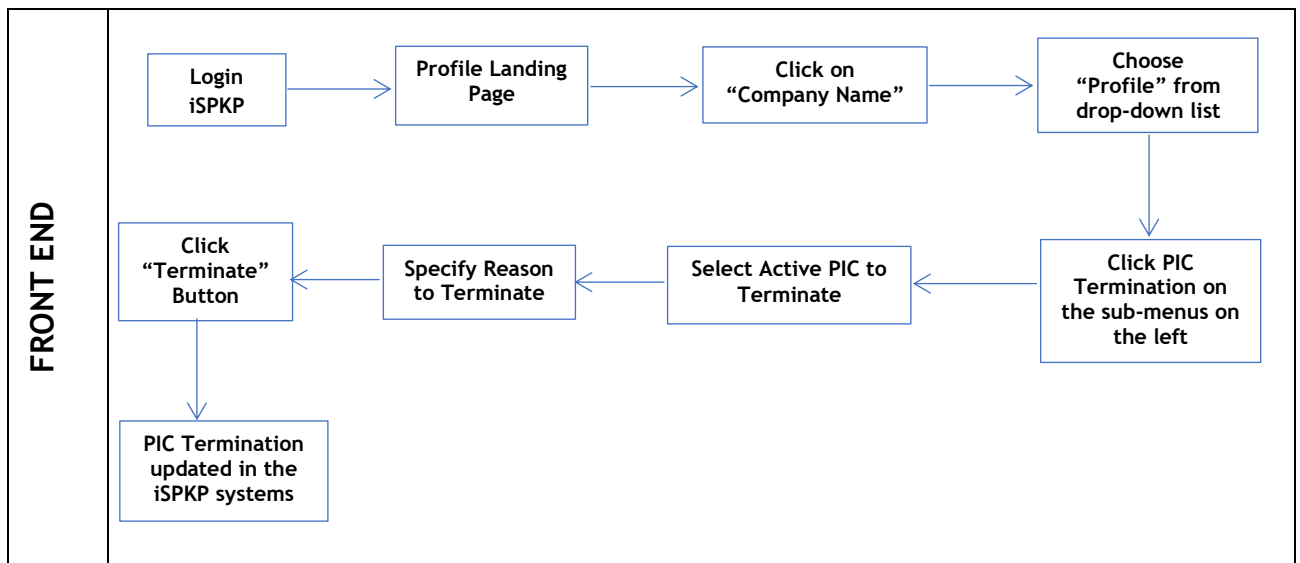 FRONT END
Login
iSPKP
Profile Landing
Page
Click on
“Company Name”
Choose
“Profile” from
drop-down list
Click PIC
Termination on
the sub-menus on
the left
Select Active PIC to
Terminate
Specify Reason
to Terminate
Click
“Terminate”
Button
PIC Termination
updated in the
iSPKP systems